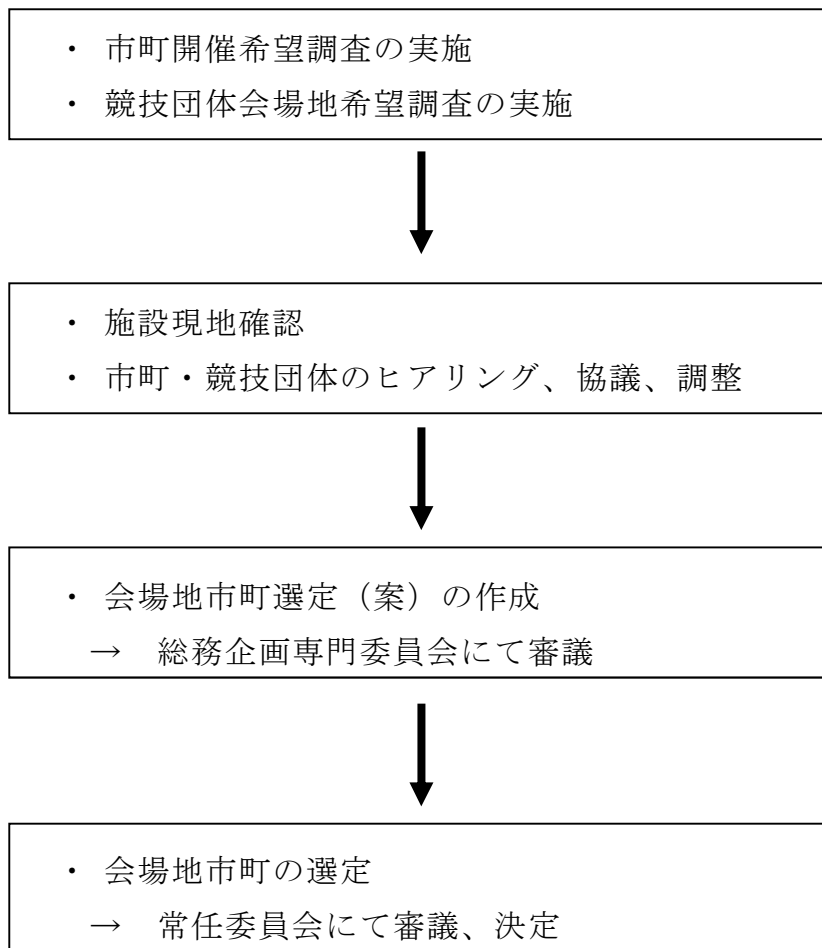 ・ 市町開催希望調査の実施
・ 競技団体会場地希望調査の実施
・ 施設現地確認
・ 市町・競技団体のヒアリング、協議、調整
・ 会場地市町選定（案）の作成
→ 総務企画専門委員会にて審議
・ 会場地市町の選定
→ 常任委員会にて審議、決定